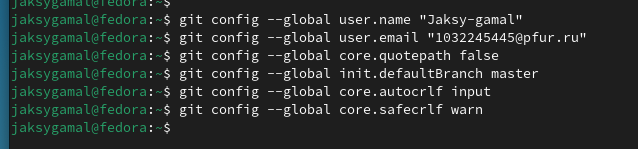 jaksygamal@fedora:~$
jaksygamal@fedora:~$ git config --global user.name "Jaksy-gamal"
jaksygamal@fedora:~$ git config --global user.email "1032245445@pfur.ru"
jaksygamal@fedora:~$ git config --global core.quotepath false
jaksygamal@fedora:~$ git config --global init.defaultBranch master
jaksygamal@fedora:~$ git config --global core.autocrlf input
jaksygamal@fedora:~$ git config --global core.safecrlf warn
jaksygamal@fedora:~$